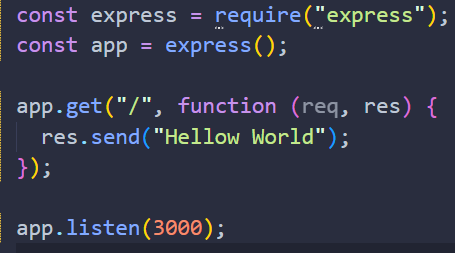 const express = require("express");
const app = express();
app.get("/", function (req, res) {
res.send("Hellow World");
});
app.listen(3000);